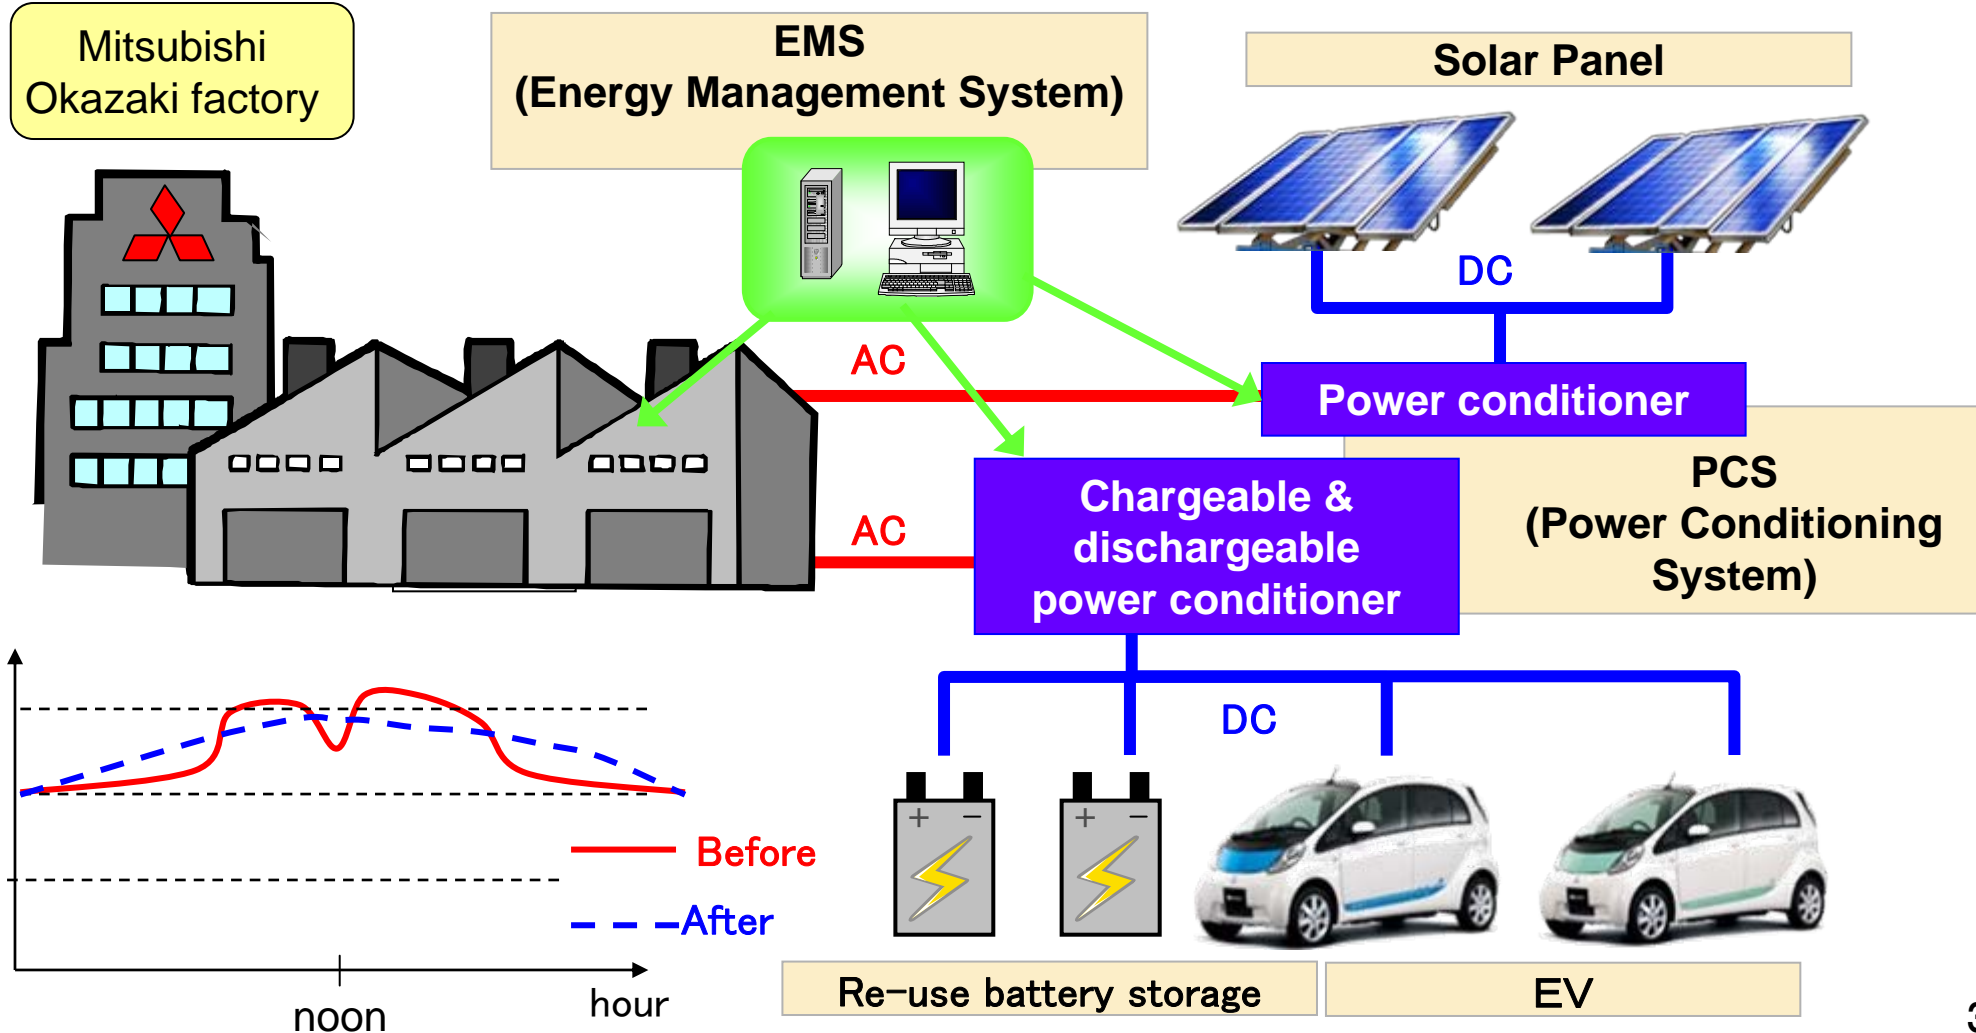 Mitsubishi
Okazaki factory
EMS
(Energy Management System)
Solar Panel
DC
AC
Power conditioner
PCS
(Power Conditioning
System)
AC
Chargeable &
dischargeable
power conditioner
DC
+ −
+ −
Before
After
noon
hour
Re-use battery storage
EV